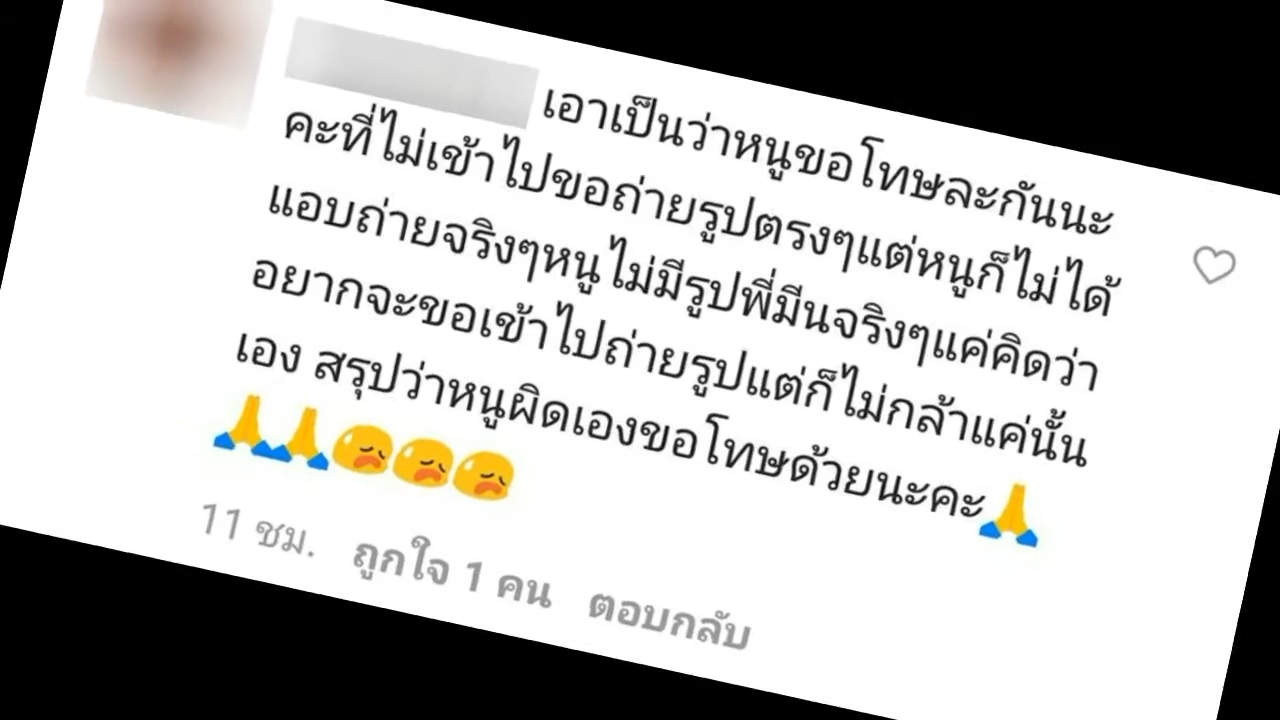 เอาเป็นว่าหนูขอโทษละกันนะ
คะที่ไม่เข้าไปขอถ่ายรูปตรงๆแต่หนูก็ไม่ได้
แอบถ่ายจริงๆหนูไม่มีรูปพี่มีนจริงๆแค่คิดว่า
อยากจะขอเข้าไปถ่ายรูปแต่ก็ไม่กล้าแค่นั้น
เอง สรุปว่าหนูผิดเองขอโทษด้วยนะคะ🙏
🙏🙏😥😥😥
11 ชม. ถูกใจ 1 คน ตอบกลับ